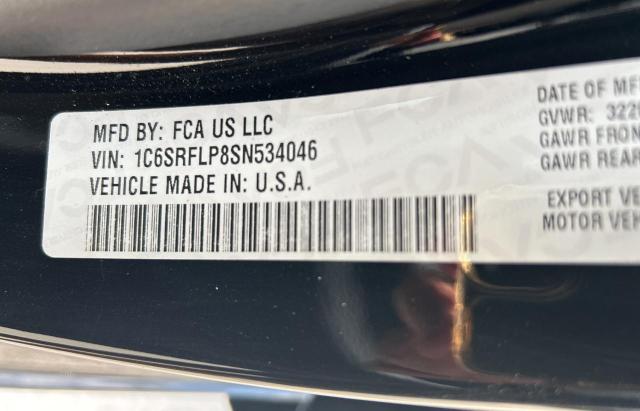 MFD BY: FCA US LLC
VIN: 1C6SRFLP8SN534046
VEHICLE MADE IN: U.S.A.
DATE OF MF
GVWR: 322
GAWR FRON
GAWR REAR
EXPORT VE
MOTOR VE